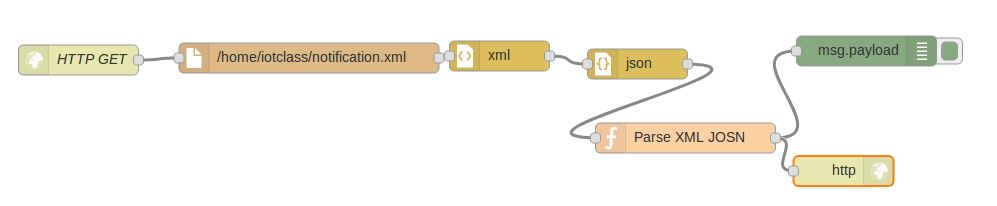 HTTP GET
/home/iotclass/notification.xml
xml
json
msg.payload
Parse XML JOSN
http